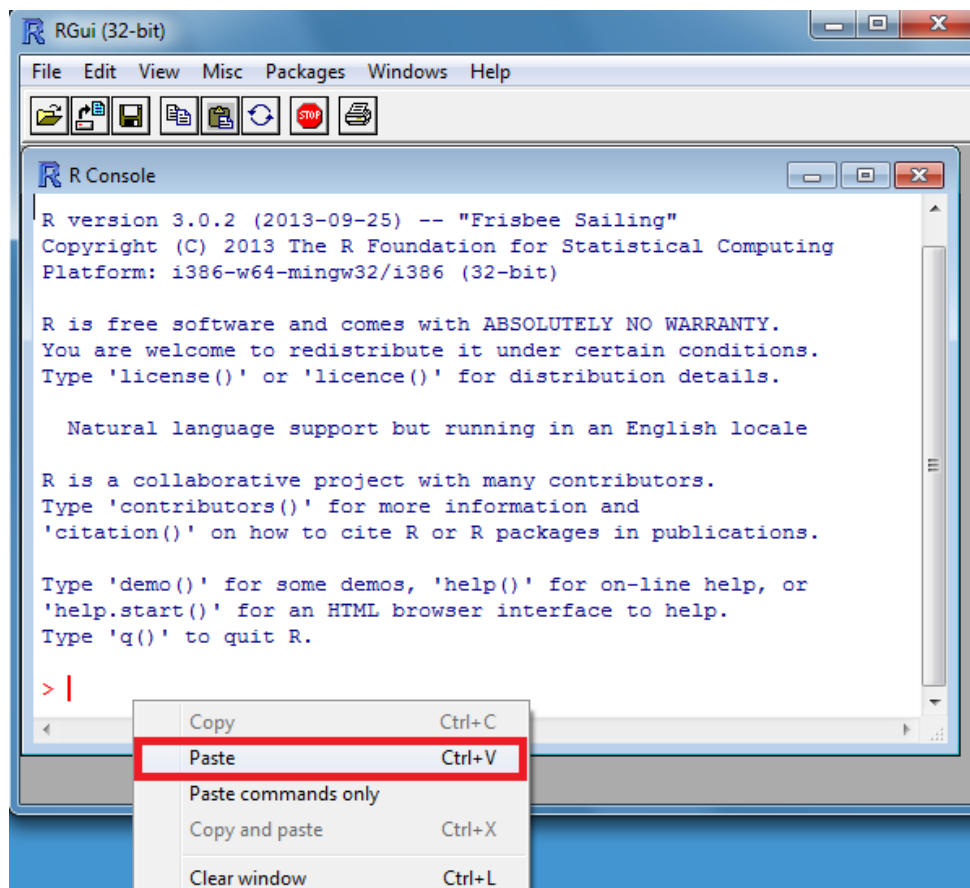 RGui (32-bit)
File Edit View Misc Packages Windows Help
STOP
R Console
R version 3.0.2 (2013-09-25) -- "Frisbee Sailing"
Copyright (C) 2013 The R Foundation for Statistical Computing
Platform: i386-w64-mingw32/i386 (32-bit)
R is free software and comes with ABSOLUTELY NO WARRANTY.
You are welcome to redistribute it under certain conditions.
Type 'license()' or 'licence()' for distribution details.
Natural language support but running in an English locale
R is a collaborative project with many contributors.
Type 'contributors()' for more information and
'citation()' on how to cite R or R packages in publications.
Type 'demo()' for some demos, 'help()' for on-line help, or
'help.start()' for an HTML browser interface to help.
Type 'q()' to quit R.
>
Copy Ctrl+C
Paste Ctrl+V
Paste commands only
Copy and paste Ctrl+X
Clear window Ctrl+L